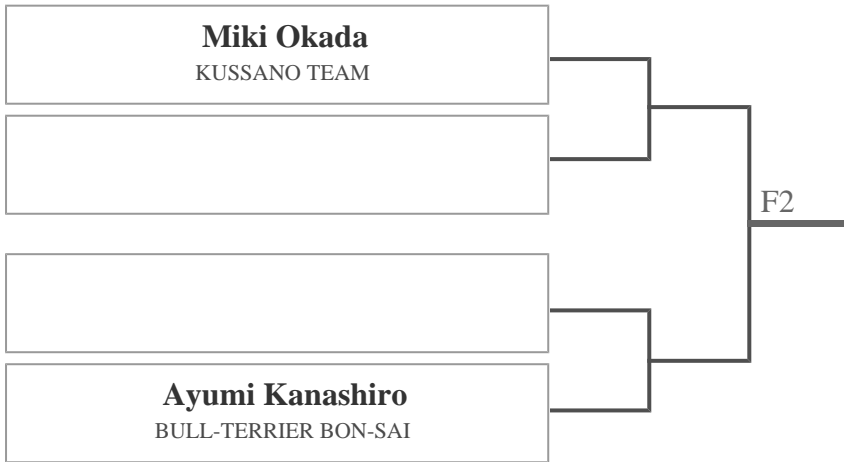 Miki Okada
KUSSANO TEAM
F2
Ayumi Kanashiro
BULL-TERRIER BON-SAI